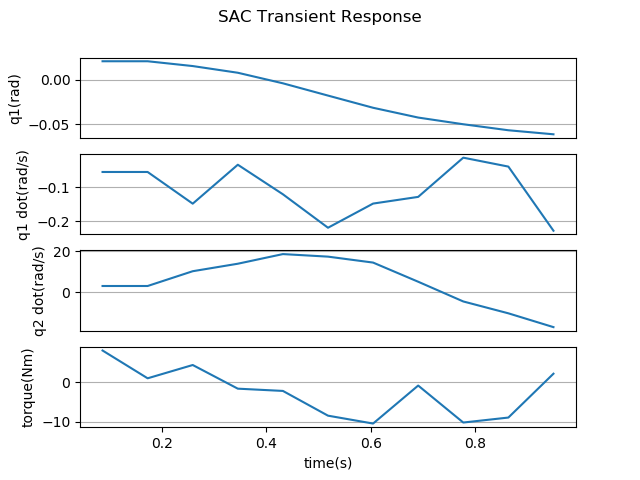 SAC Transient Response
q1(rad)
0.00
−0.05
q1 dot(rad/s)
−0.1
−0.2
q2 dot(rad/s)
20
0
torque(Nm)
0
−10
0.2 0.4 0.6 0.8
time(s)